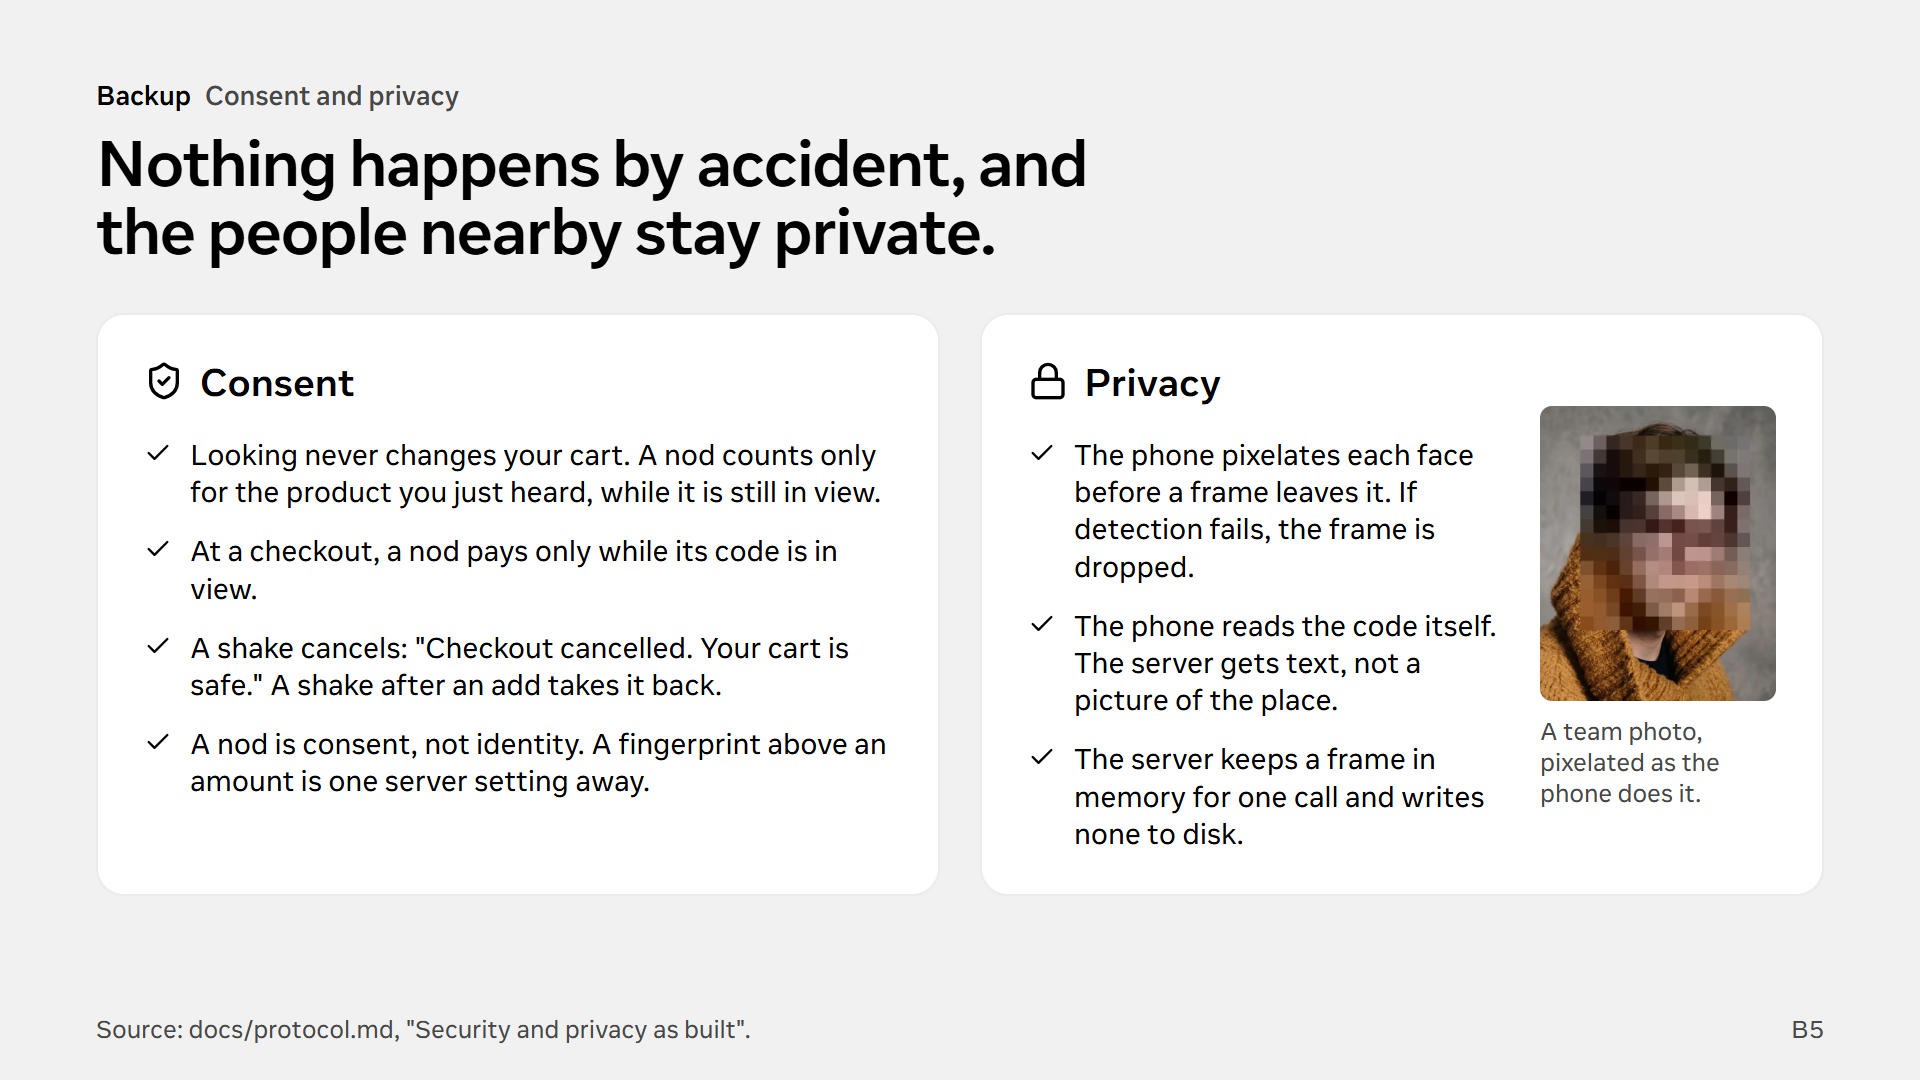 Backup Consent and privacy
Nothing happens by accident, and
the people nearby stay private.
Consent
Looking never changes your cart. A nod counts only
for the product you just heard, while it is still in view.
At a checkout, a nod pays only while its code is in
view.
A shake cancels: "Checkout cancelled. Your cart is
safe." A shake after an add takes it back.
A nod is consent, not identity. A fingerprint above an
amount is one server setting away.
Privacy
The phone pixelates each face
before a frame leaves it. If
detection fails, the frame is
dropped.
The phone reads the code itself.
The server gets text, not a
picture of the place.
The server keeps a frame in
memory for one call and writes
none to disk.
A team photo,
pixelated as the
phone does it.
Source: docs/protocol.md, "Security and privacy as built".
B5